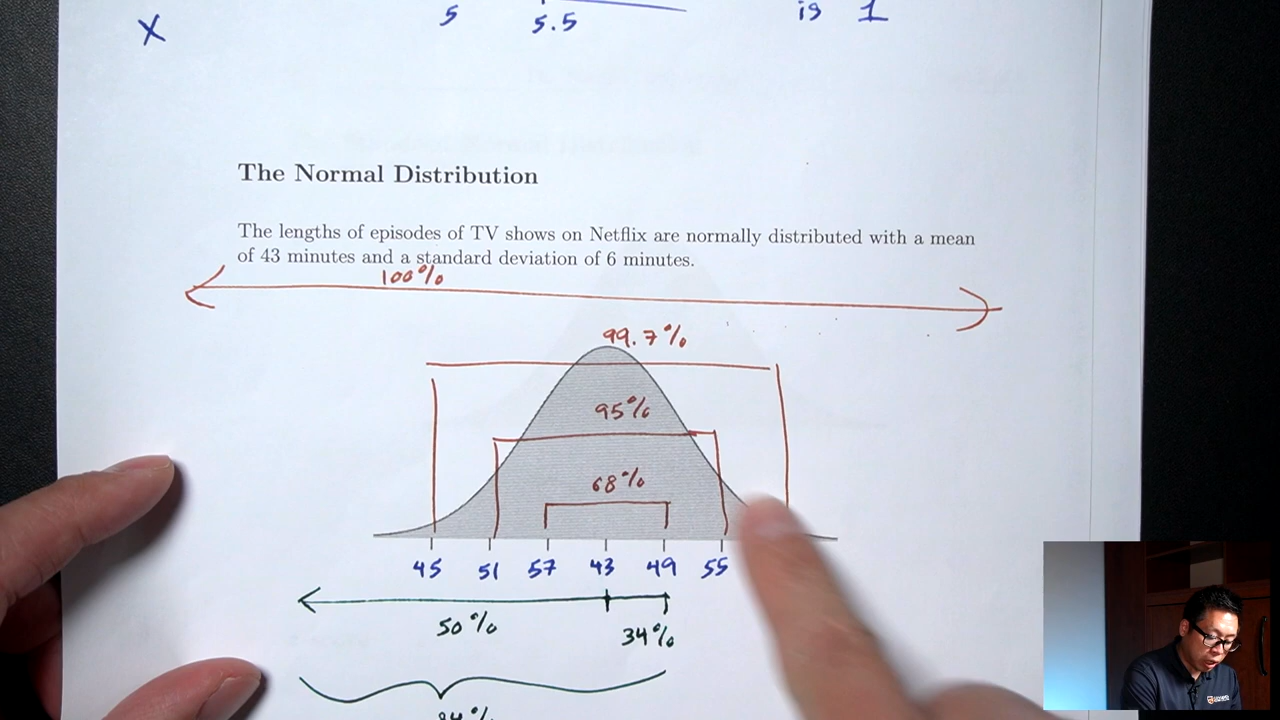 5
is 1
X
5.5
The Normal Distribution
The lengths of episodes of TV shows on Netflix are normally distributed with a mean
of 43 minutes and a standard deviation of 6 minutes.
100%
99.7%
95%
68%
45 51 57 43 49 55
50%
34%
84%